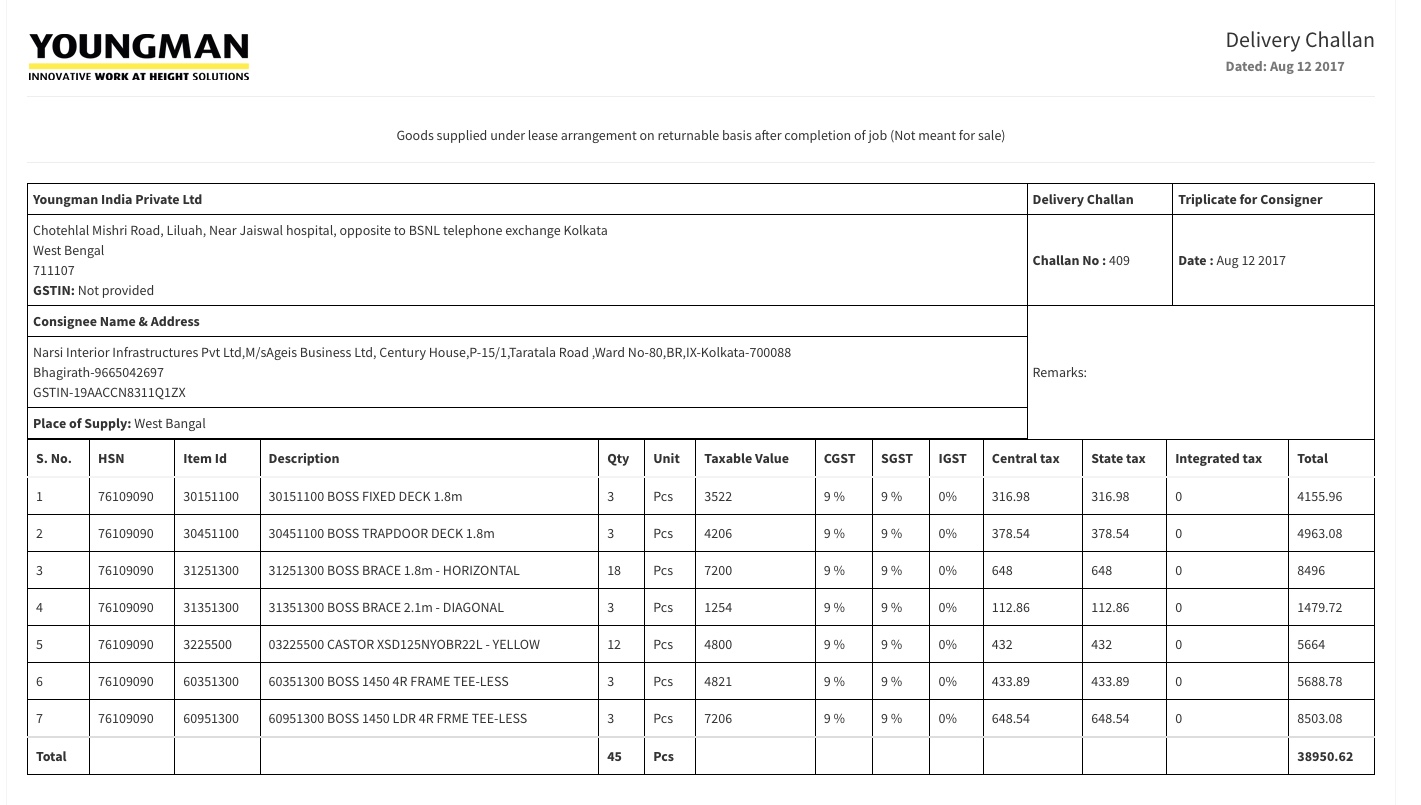 YOUNGMAN
INNOVATIVE WORK AT HEIGHT SOLUTIONS
Delivery Challan
Dated: Aug 12 2017
Goods supplied under lease arrangement on returnable basis after completion of job (Not meant for sale)
Youngman India Private Ltd Delivery Challan Triplicate for Consigner
Chotehlal Mishri Road, Liluah, Near Jaiswal hospital, opposite to BSNL telephone exchange Kolkata
West Bengal
711107
GSTIN: Not provided
Challan No : 409 Date : Aug 12 2017
Consignee Name & Address
Narsi Interior Infrastructures Pvt Ltd,M/sAgeis Business Ltd, Century House,P-15/1,Taratala Road ,Ward No-80,BR,IX-Kolkata-700088
Bhagirath-9665042697
GSTIN-19AACCN8311Q1ZX
Remarks:
Place of Supply: West Bangal
S. No. HSN Item Id Description Qty Unit Taxable Value CGST SGST IGST Central tax State tax Integrated tax Total
1 76109090 30151100 30151100 BOSS FIXED DECK 1.8m 3 Pcs 3522 9 % 9 % 0% 316.98 316.98 0 4155.96
2 76109090 30451100 30451100 BOSS TRAPDOOR DECK 1.8m 3 Pcs 4206 9 % 9 % 0% 378.54 378.54 0 4963.08
3 76109090 31251300 31251300 BOSS BRACE 1.8m - HORIZONTAL 18 Pcs 7200 9 % 9 % 0% 648 648 0 8496
4 76109090 31351300 31351300 BOSS BRACE 2.1m - DIAGONAL 3 Pcs 1254 9 % 9 % 0% 112.86 112.86 0 1479.72
5 76109090 3225500 03225500 CASTOR XSD125NYOBR22L - YELLOW 12 Pcs 4800 9 % 9 % 0% 432 432 0 5664
6 76109090 60351300 60351300 BOSS 1450 4R FRAME TEE-LESS 3 Pcs 4821 9 % 9 % 0% 433.89 433.89 0 5688.78
7 76109090 60951300 60951300 BOSS 1450 LDR 4R FRME TEE-LESS 3 Pcs 7206 9 % 9 % 0% 648.54 648.54 0 8503.08
Total 45 Pcs 38950.62